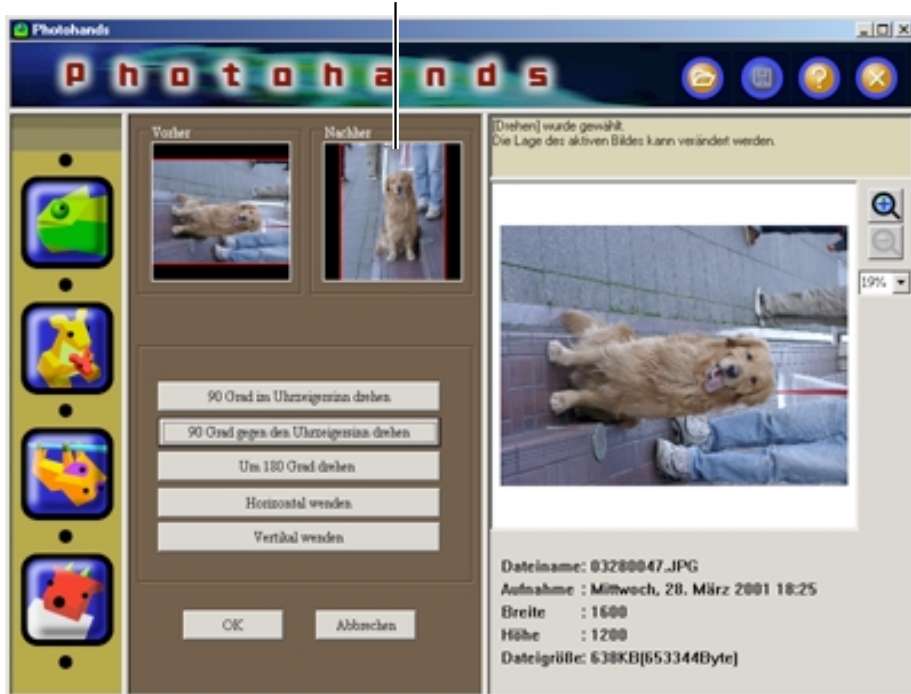 Photohands
Photohands
[Drehen] wurde gewählt.
Die Lage des aktiven Bildes kann verändert werden.
Vorher
Nachher
19%
90 Grad im Uhrzeigersinn drehen
90 Grad gegen den Uhrzeigersinn drehen
Um 180 Grad drehen
Horizontal wenden
Vertikal wenden
OK
Abbrechen
Dateiname: 03280047.JPG
Aufnahme : Mittwoch, 28. März 2001 18:25
Breite : 1600
Höhe : 1200
Dateigröße: 638KB(653344Byte)